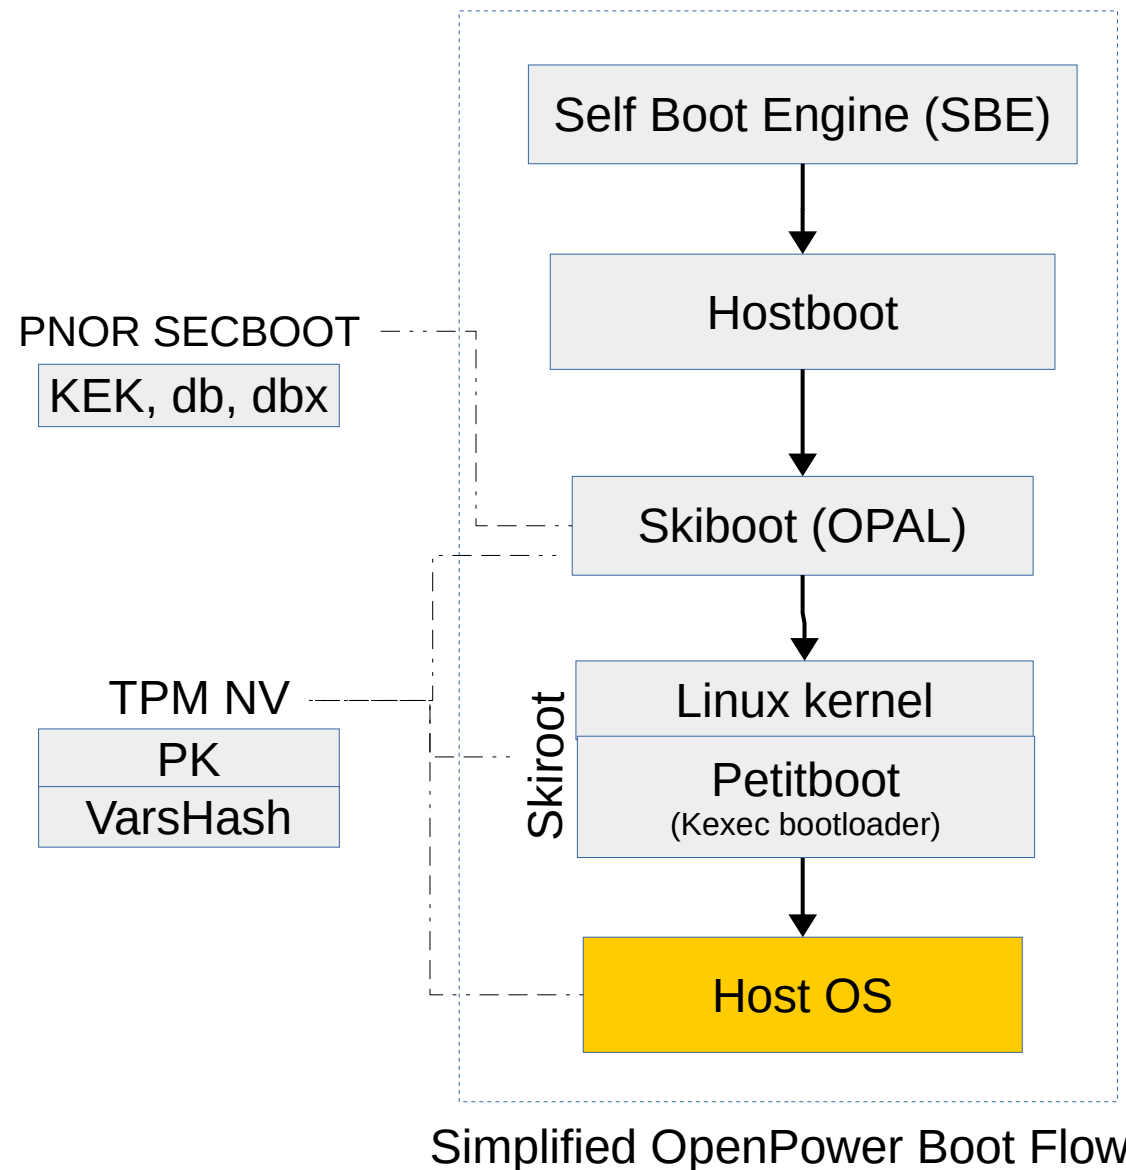 Self Boot Engine (SBE)
Hostboot
PNOR SECBOOT
KEK, db, dbx
Skiboot (OPAL)
TPM NV
PK
VarsHash
Skiroot
Linux kernel
Petitboot
(Kexec bootloader)
Host OS
Simplified OpenPower Boot Flow